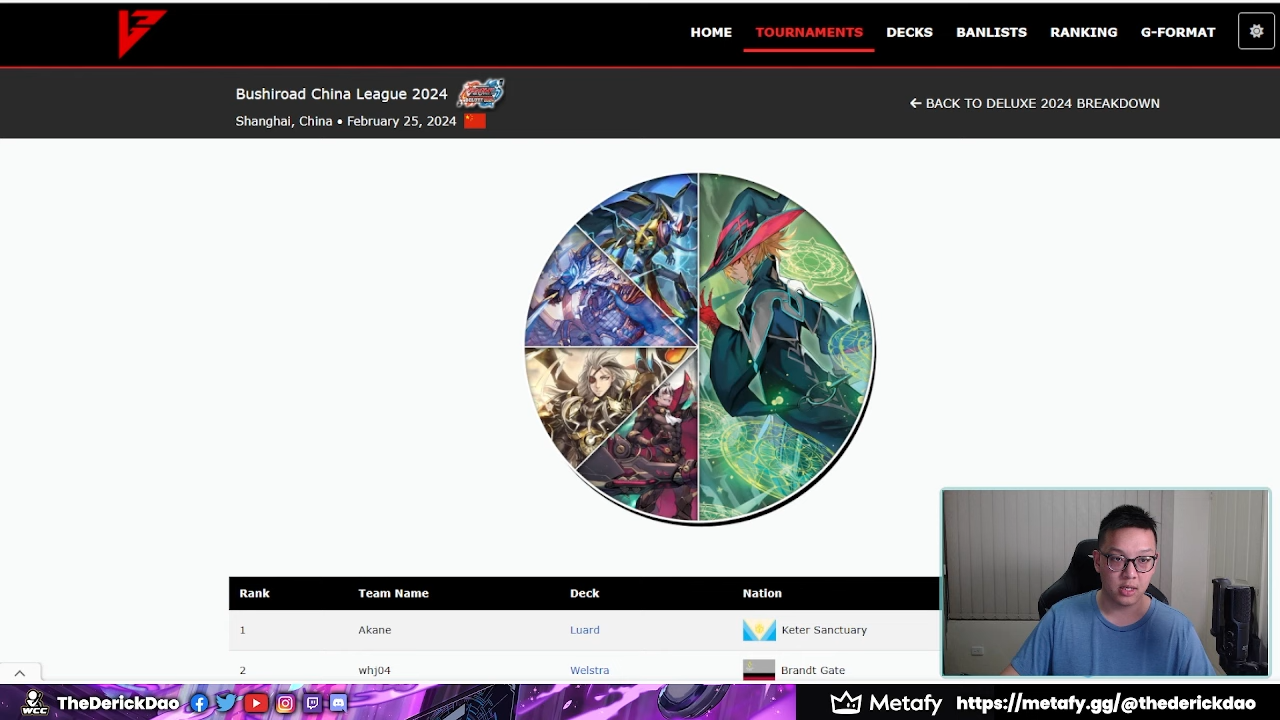 HOME TOURNAMENTS DECKS BANLISTS RANKING G-FORMAT
Bushiroad China League 2024
Shanghai, China • February 25, 2024
← BACK TO DELUXE 2024 BREAKDOWN
Rank Team Name Deck Nation
1 Akane Luard Keter Sanctuary
2 whj04 Welstra Brandt Gate
WCC TheDerickDao Metafy https://metafy.gg/@thederickdao